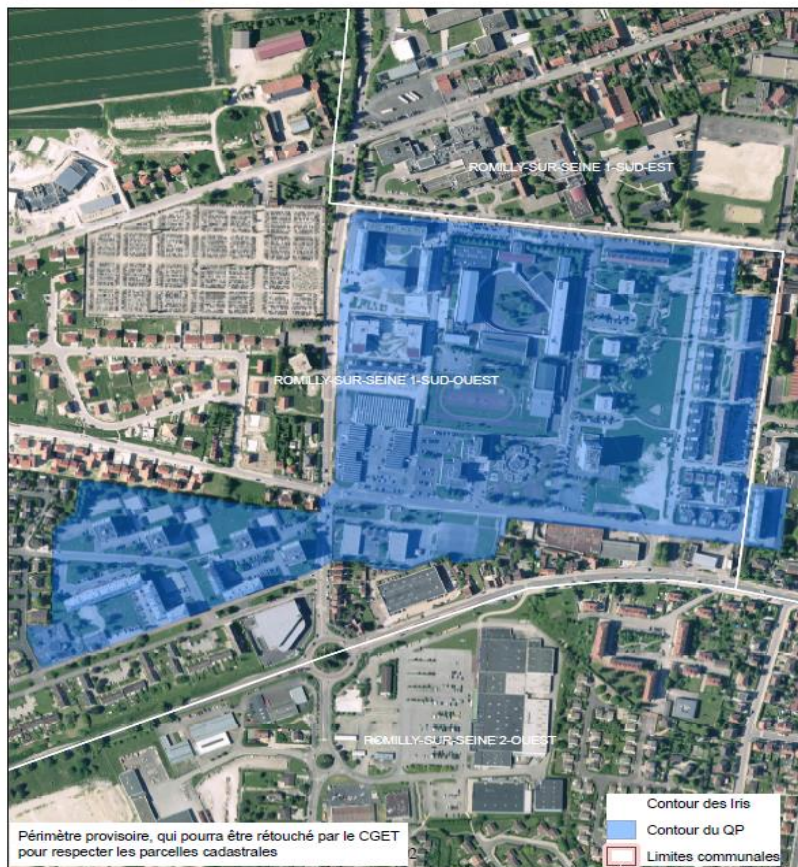 ROMILLY-SUR-SEINE 1-SUD-EST
ROMILLY-SUR-SEINE 1-SUD-OUEST
ROMILLY-SUR-SEINE 2-OUEST
Contour des Iris
Contour du QP
Limites communales
Périmètre provisoire, qui pourra être rétouché par le CGET
pour respecter les parcelles cadastrales
2